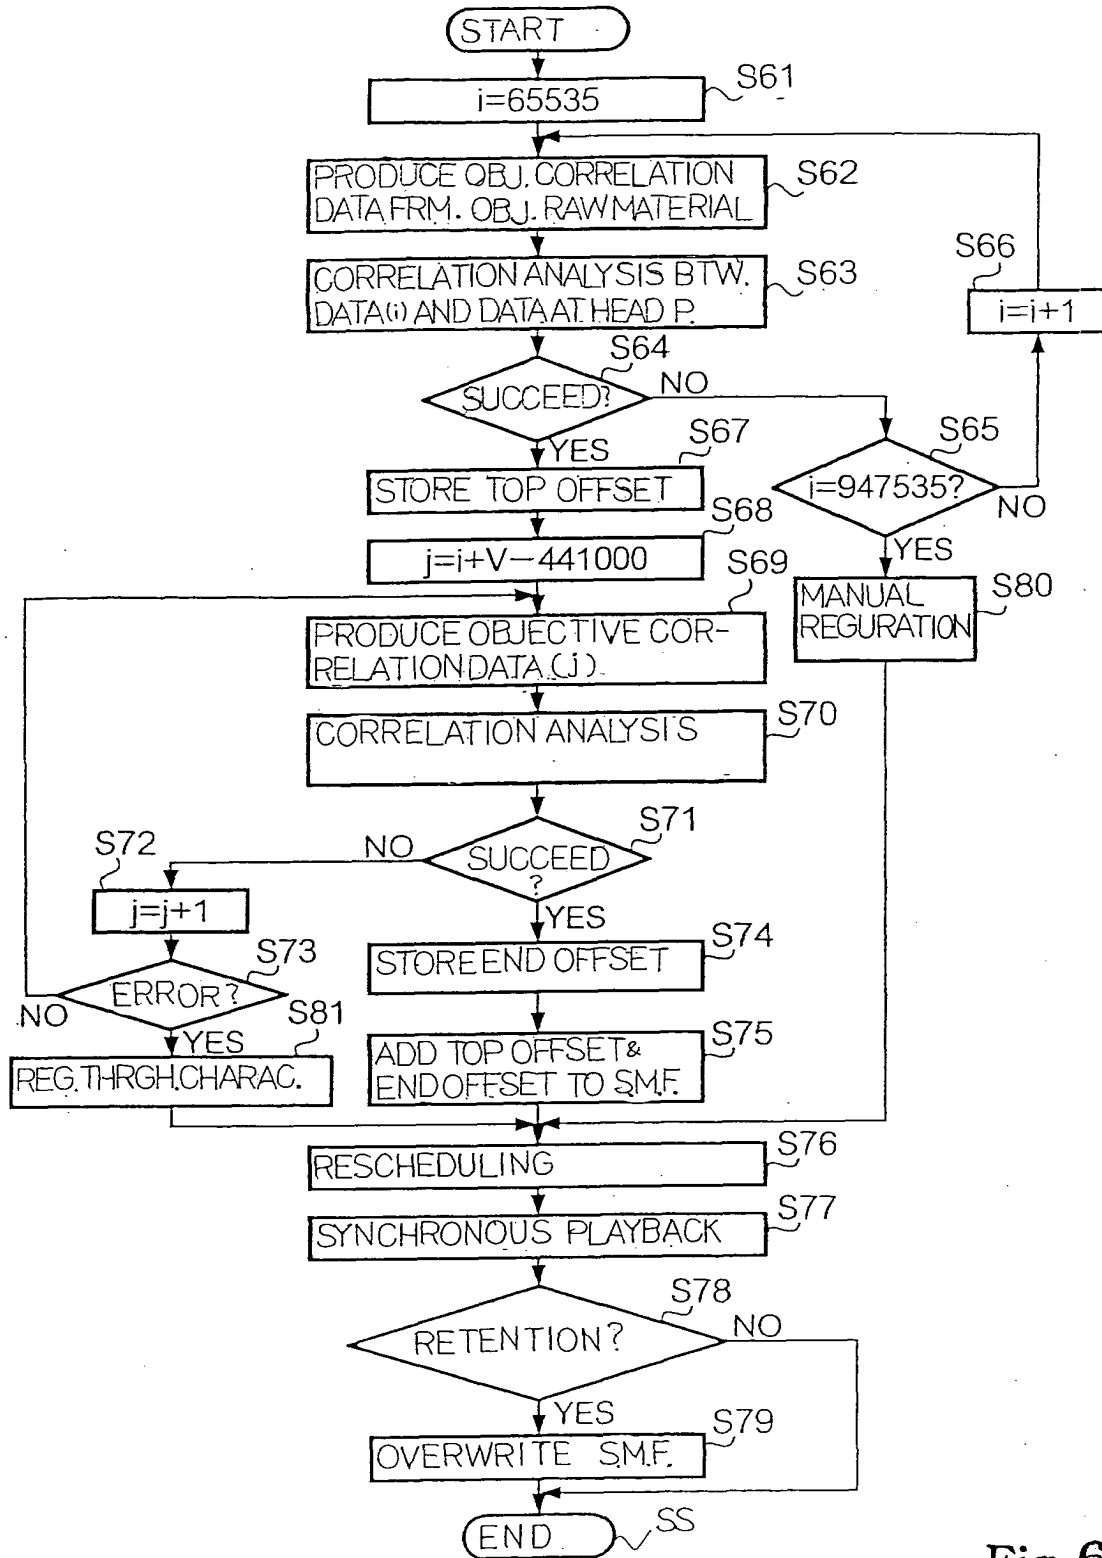 START
i=65535
S61
PRODUCE OBJ. CORRELATION
DATA FRM. OBJ. RAW MATERIAL
S62
CORRELATION ANALYSIS BTW.
DATA(i) AND DATA AT HEAD P.
S63
S66
i=i+1
SUCCEED?
S64
NO
YES
S65
i=947535?
NO
YES
STORE TOP OFFSET
S67
j=i+V-441000
S68
MANUAL
REGURATION
S80
PRODUCE OBJECTIVE COR-
RELATION DATA (j)
S69
CORRELATION ANALYSIS
S70
SUCCEED
?
S71
NO
YES
S72
j=j+1
S73
ERROR?
NO
YES
S81
REG. THRGH. CHARAC.
STORE END OFFSET
S74
ADD TOP OFFSET &
END OFFSET TO S.M.F.
S75
RESCHEDULING
S76
SYNCHRONOUS PLAYBACK
S77
RETENTION?
S78
NO
YES
OVERWRITE S.M.F.
S79
END
SS
Fig. 6